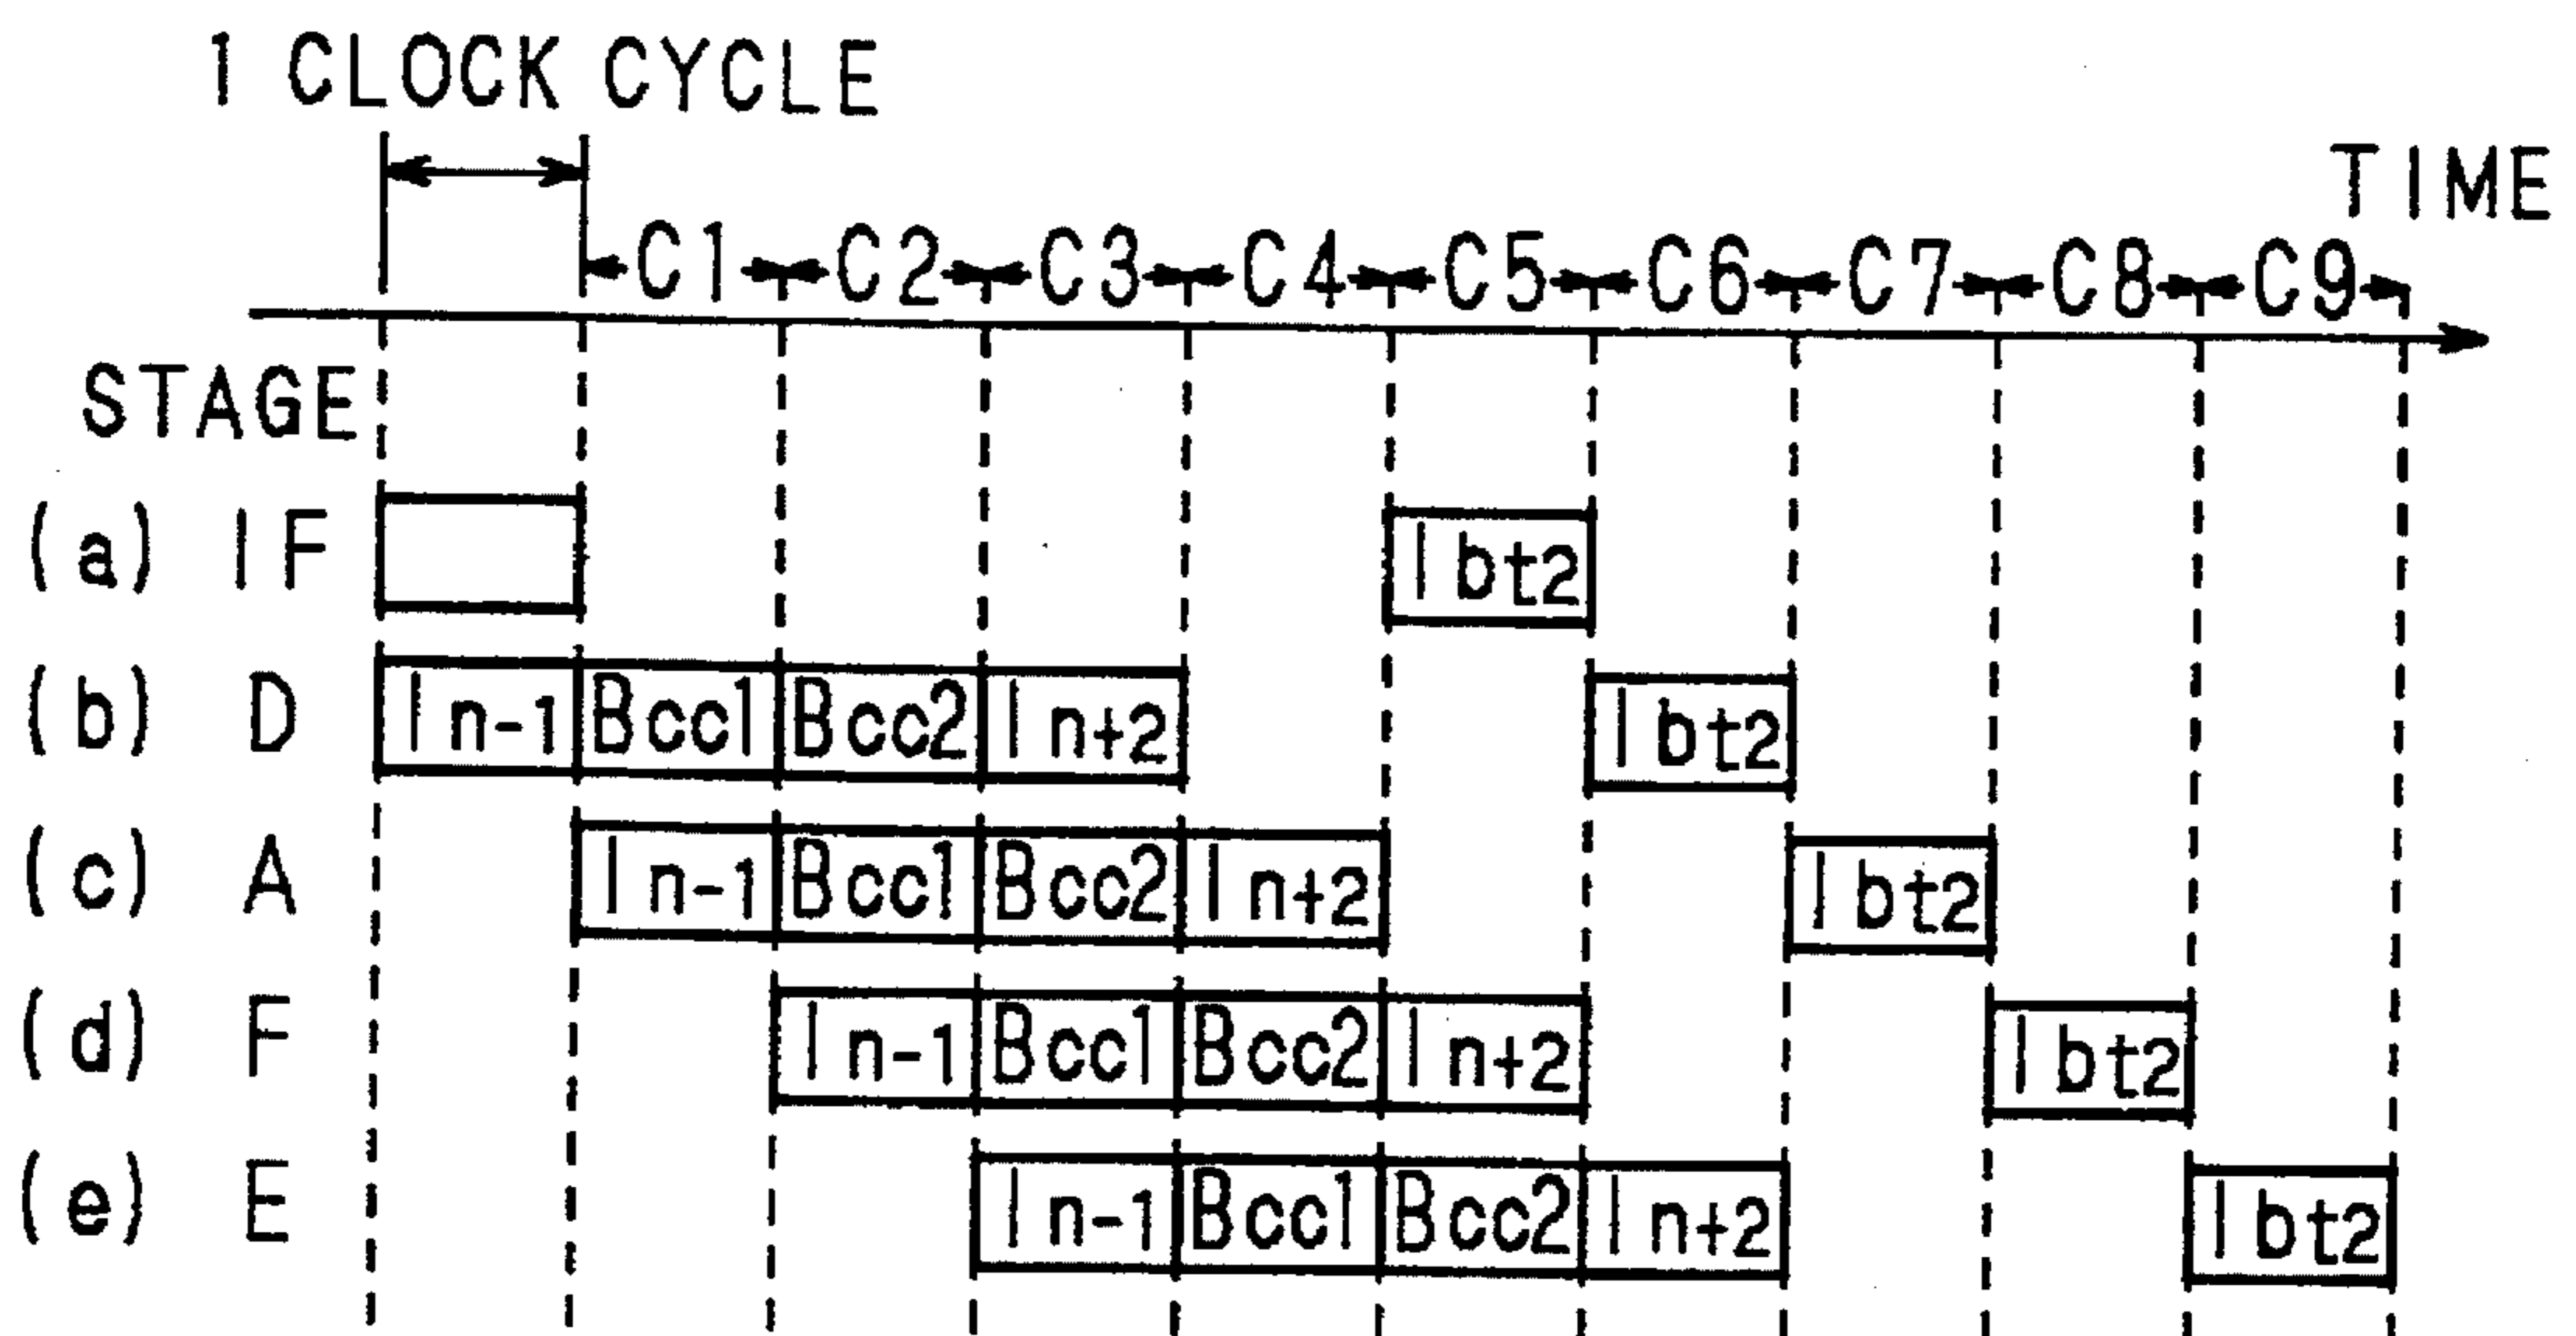 1 CLOCK CYCLE
TIME
C1 C2 C3 C4 C5 C6 C7 C8 C9
STAGE
(a) IF Ibt2
(b) D In-1 Bcc1 Bcc2 In+2 Ibt2
(c) A In-1 Bcc1 Bcc2 In+2 Ibt2
(d) F In-1 Bcc1 Bcc2 In+2 Ibt2
(e) E In-1 Bcc1 Bcc2 In+2 Ibt2